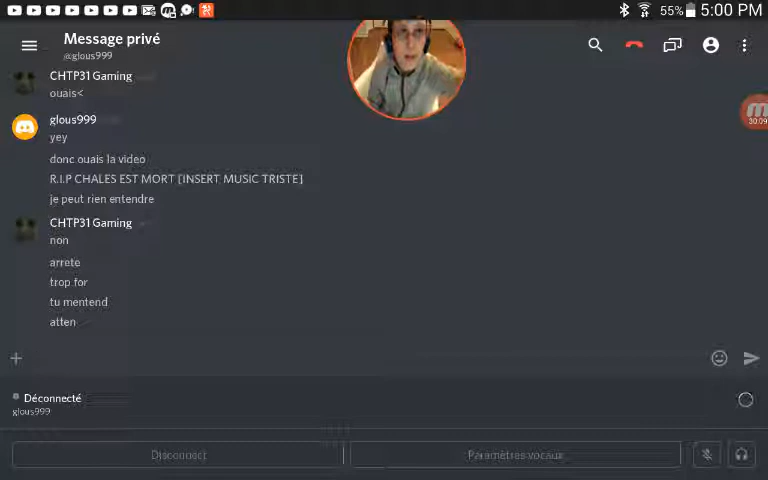 55% 5:00 PM
Message privé
@glous999
CHTP31 Gaming
ouais<
glous999
yey
donc ouais la video
R.I.P CHALES EST MORT [INSERT MUSIC TRISTE]
je peut rien entendre
CHTP31 Gaming
non
arrete
trop for
tu mentend
atten
30:09
Déconnecté
glous999
Disconnect
Paramètres vocaux